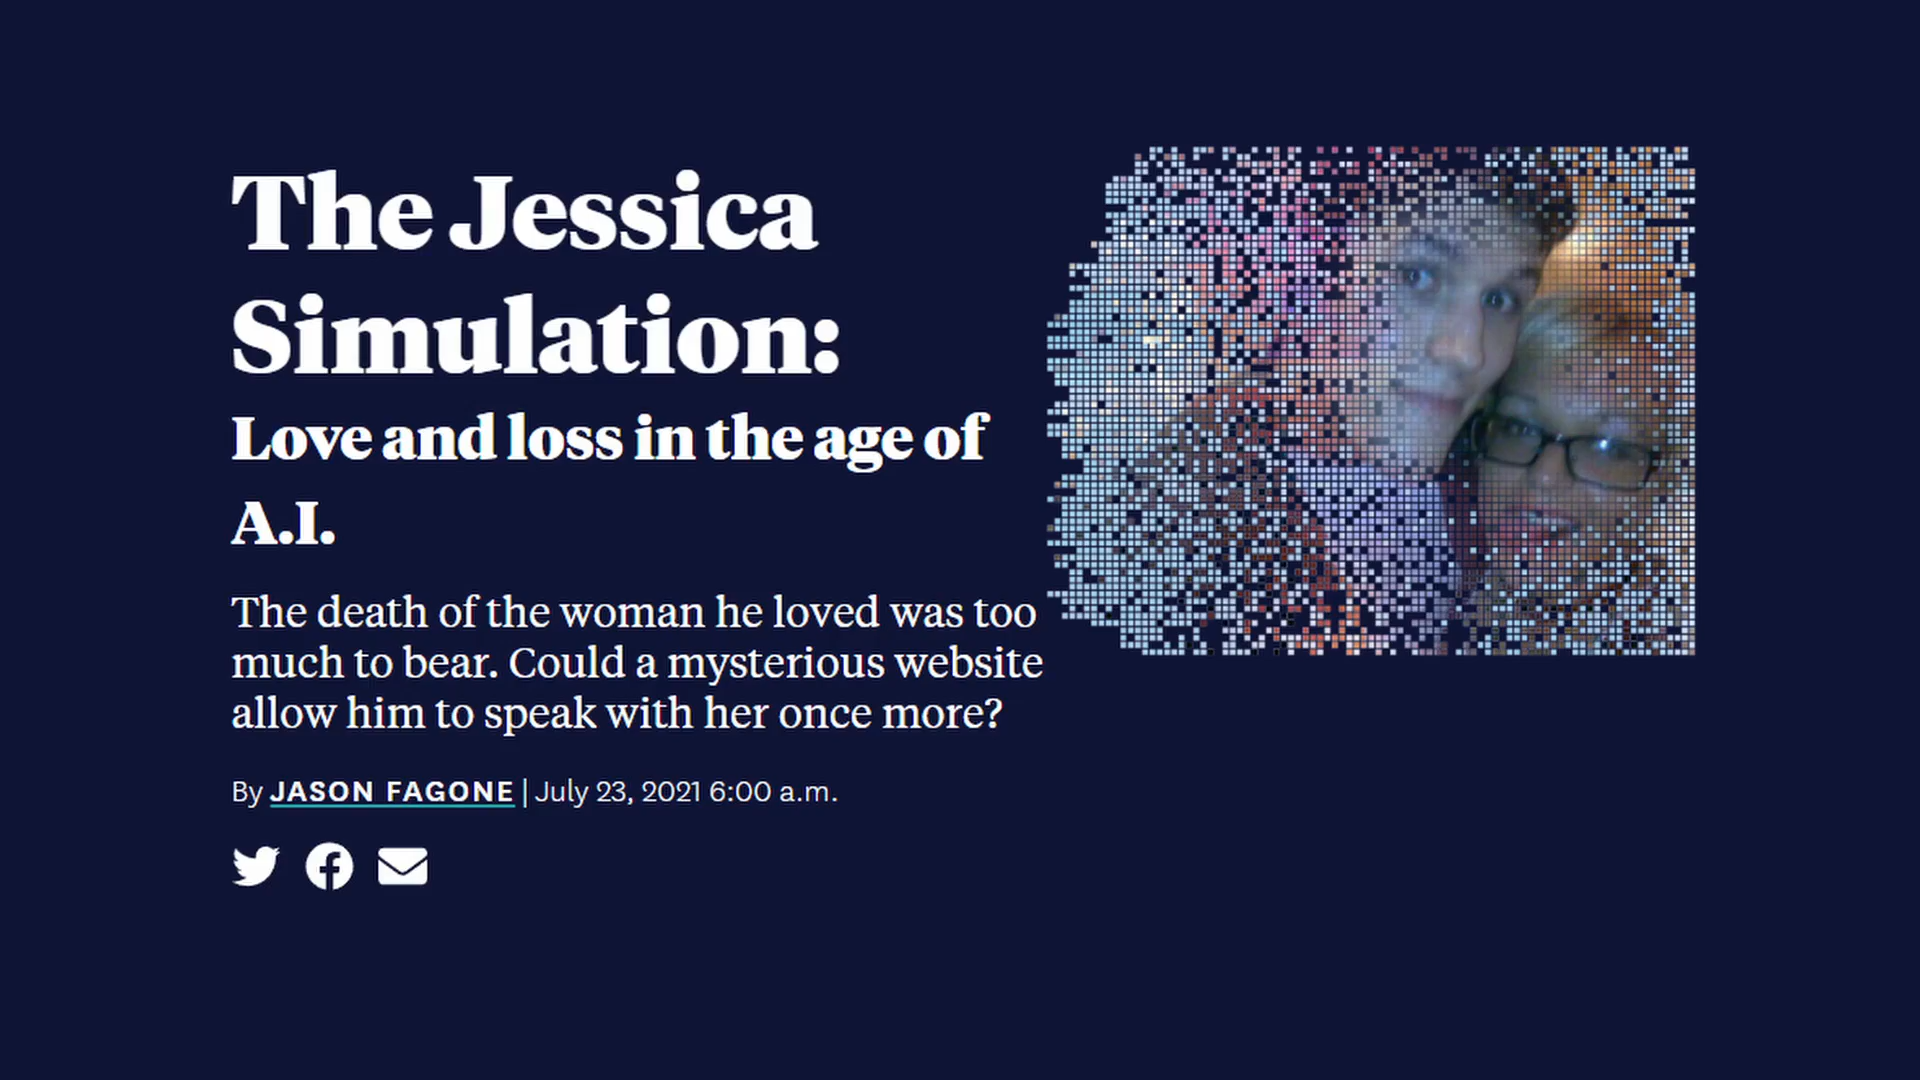 The Jessica
Simulation:
Love and loss in the age of
A.I.
The death of the woman he loved was too
much to bear. Could a mysterious website
allow him to speak with her once more?
By JASON FAGONE | July 23, 2021 6:00 a.m.